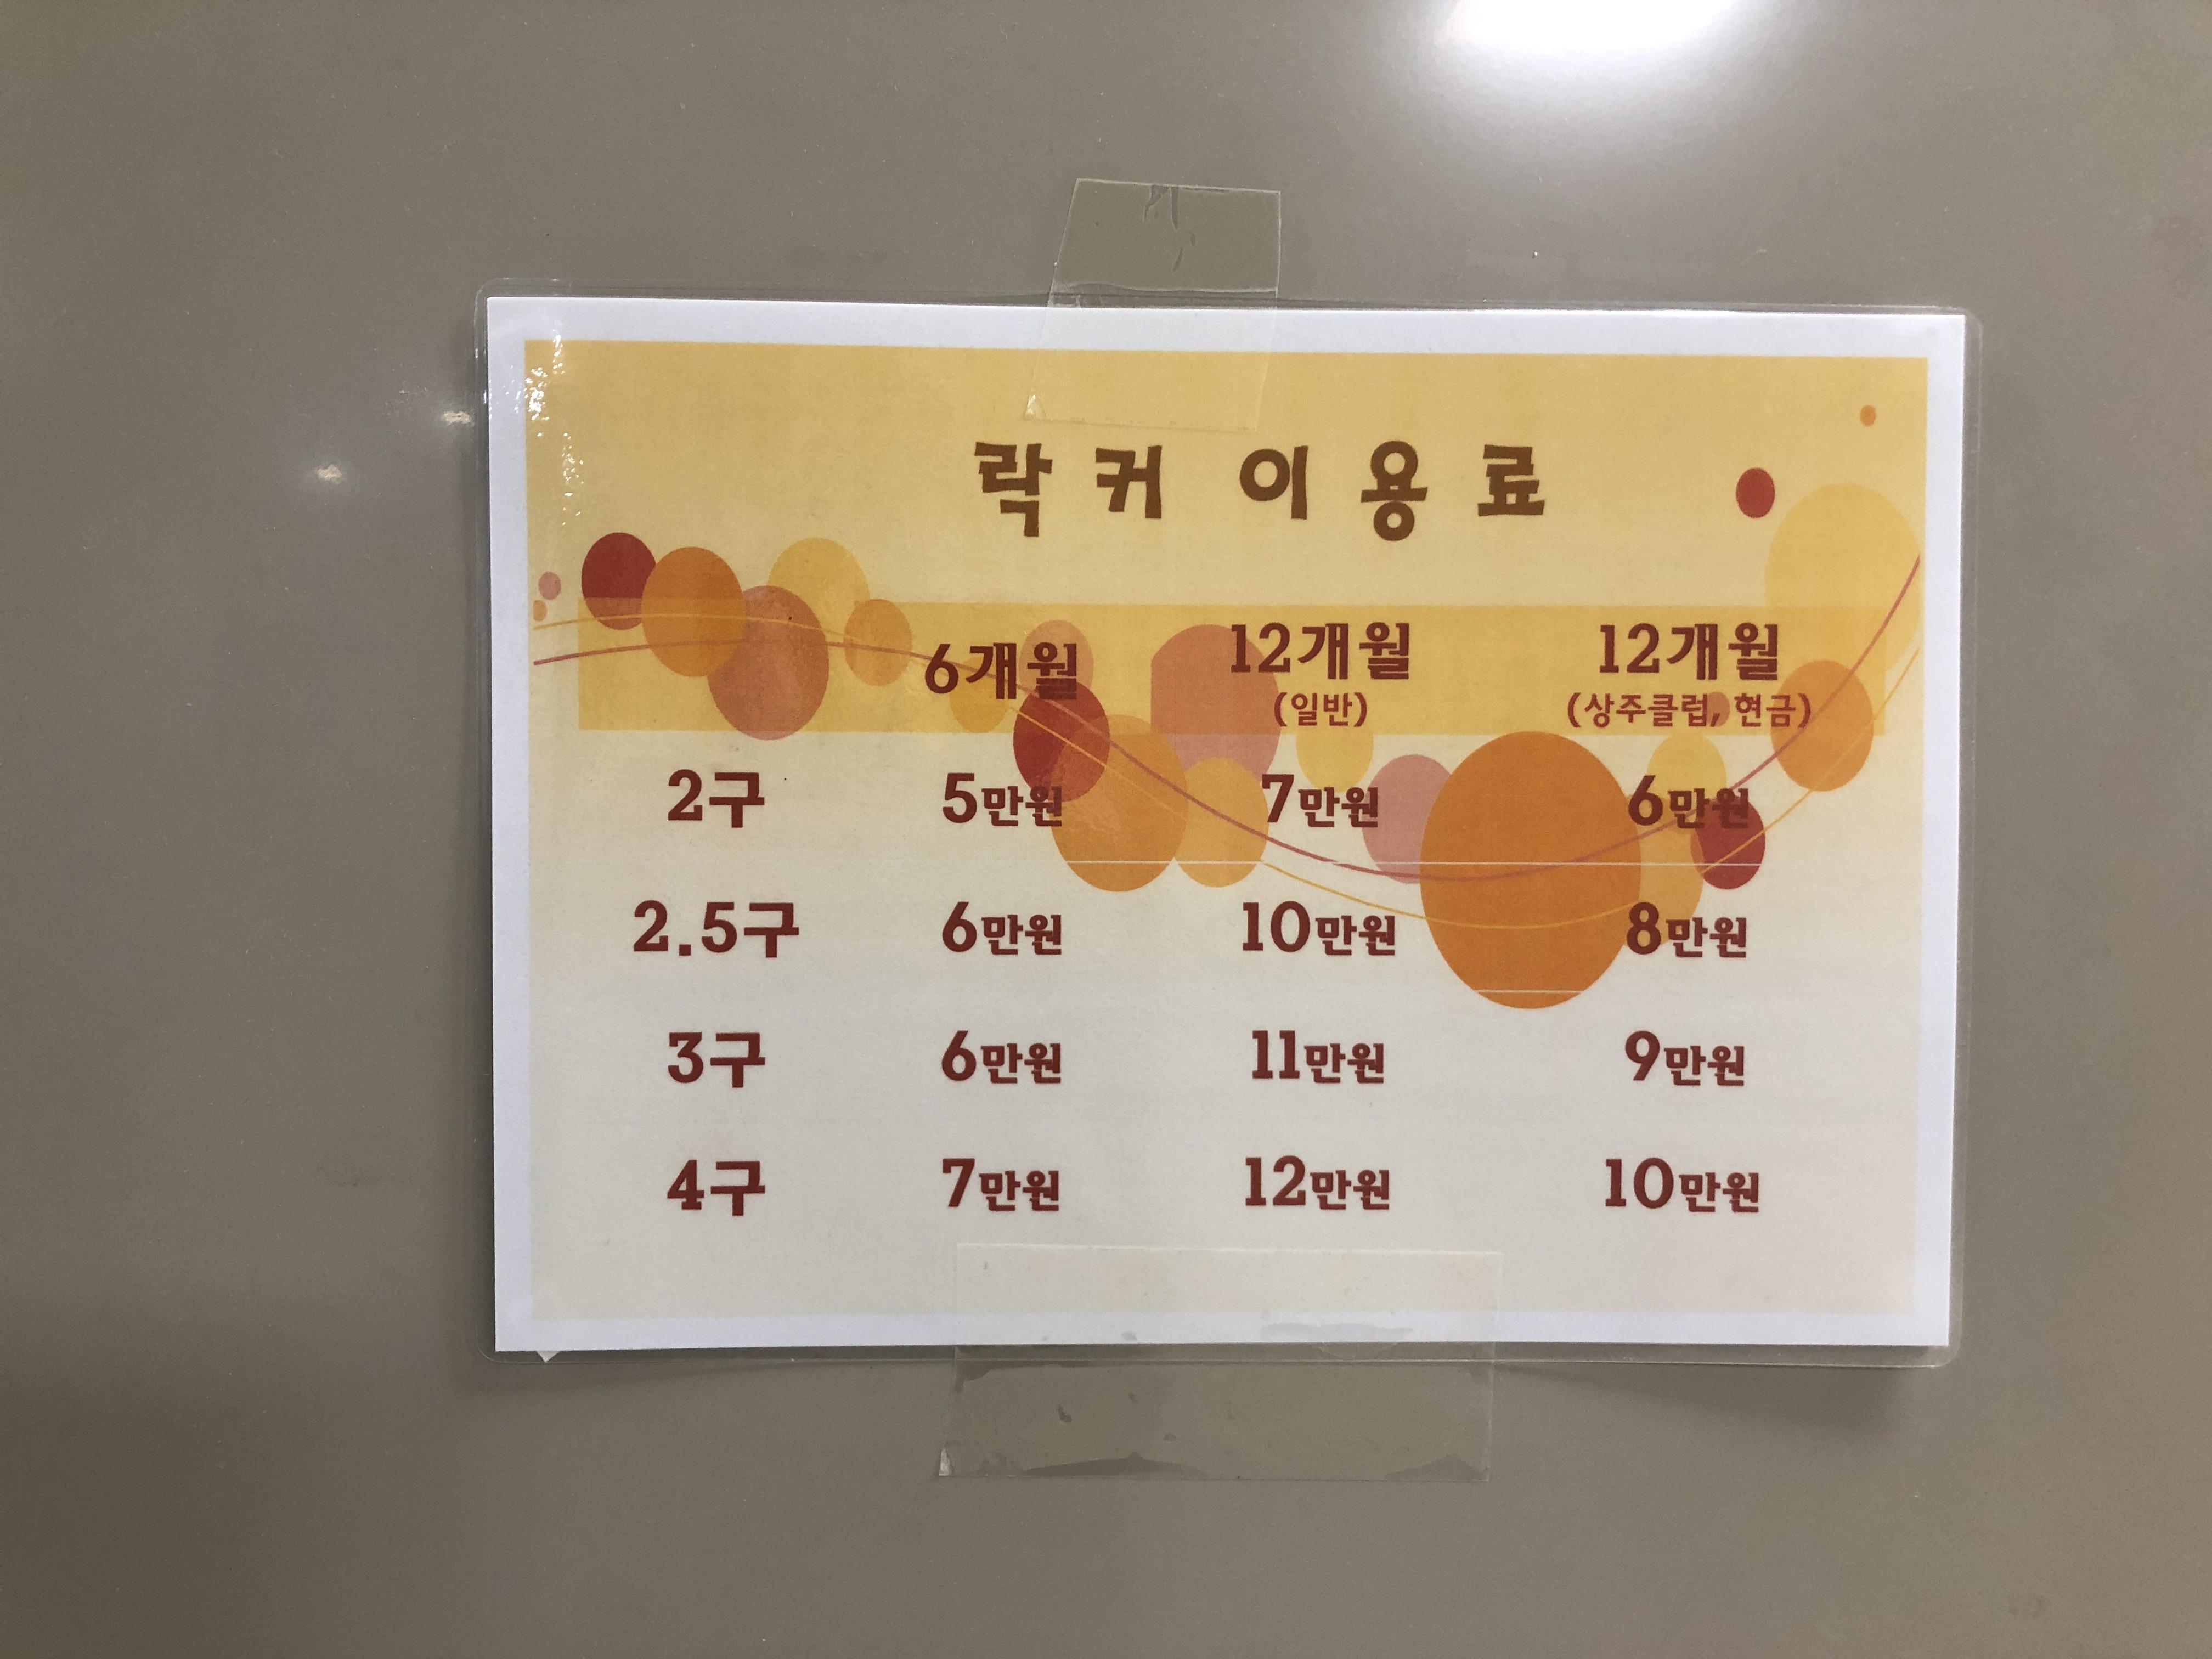 락커 이용료
6개월 12개월 12개월
(일반) (상주클럽, 현금)
2구 5만원 7만원 6만원
2.5구 6만원 10만원 8만원
3구 6만원 11만원 9만원
4구 7만원 12만원 10만원